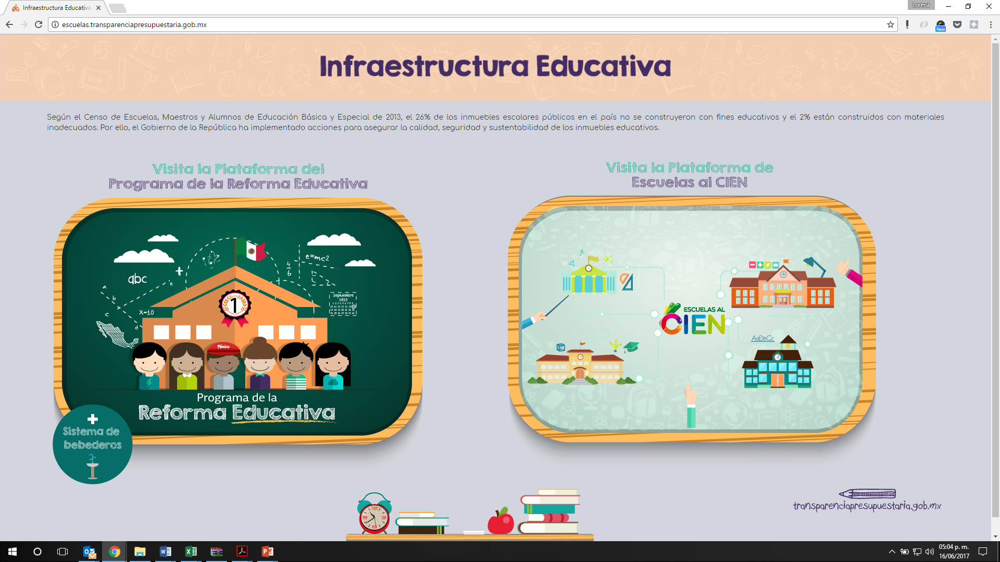 Infraestructura Educativa
Lorena
escuelas.transparenciapresupuestaria.gob.mx
New
Infraestructura Educativa
Según el Censo de Escuelas, Maestros y Alumnos de Educación Básica y Especial de 2013, el 26% de los inmuebles escolares públicos en el país no se construyeron con fines educativos y el 2% están construidos con materiales
inadecuados. Por ello, el Gobierno de la República ha implementado acciones para asegurar la calidad, seguridad y sustentabilidad de los inmuebles educativos.
Visita la Plataforma del
Programa de la Reforma Educativa
abc
e=mc2
4
6
a
b
c
d
e
X=10
1
Septiembre
1810
México
Programa de la
Reforma Educativa
+
Sistema de
bebederos
Visita la Plataforma de
Escuelas al CIEN
ESCUELAS AL
CIEN
AaBbCc
transparenciapresupuestaria.gob.mx
05:04 p. m.
16/06/2017